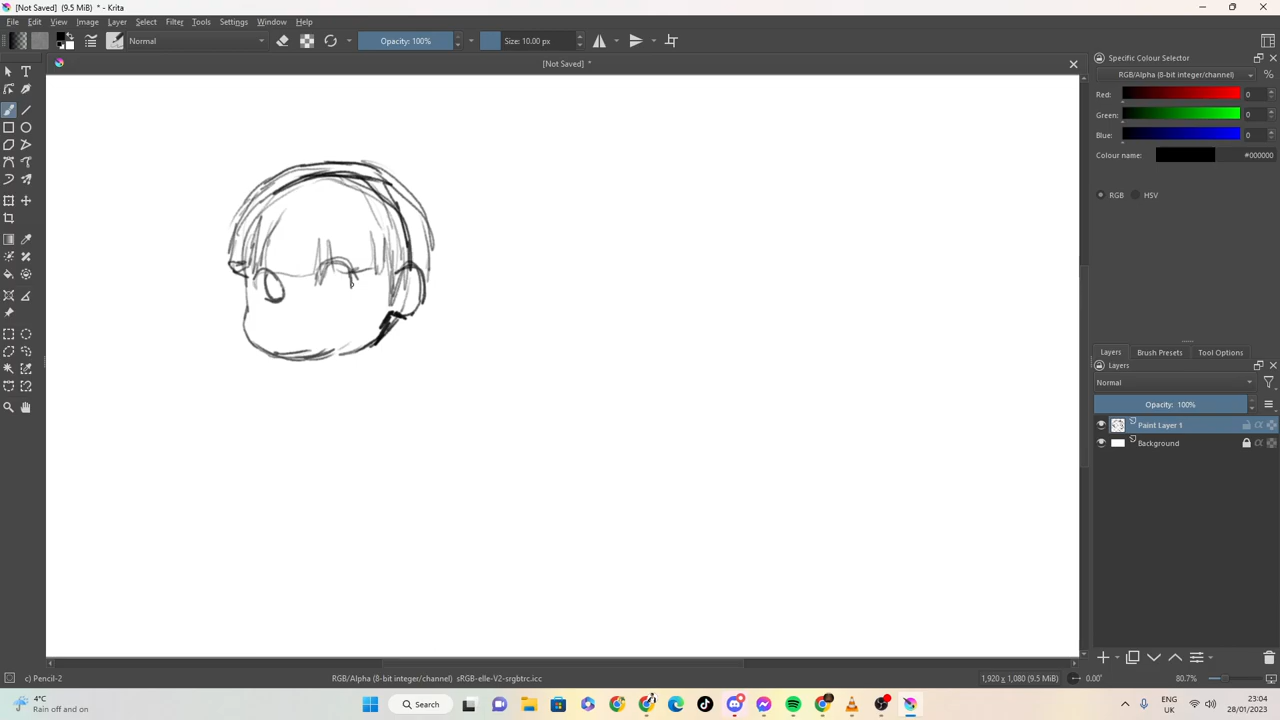 [Not Saved] (9.5 MiB) * - Krita
File Edit View Image Layer Select Filter Tools Settings Window Help
Normal Opacity: 100% Size: 10.00 px
[Not Saved] *
Specific Colour Selector
RGB/Alpha (8-bit integer/channel) %
Red: 0
Green: 0
Blue: 0
Colour name: #000000
RGB HSV
Layers Brush Presets Tool Options
Layers
Normal
Opacity: 100%
Paint Layer 1
Background
c) Pencil-2 RGB/Alpha (8-bit integer/channel) sRGB-elle-V2-srgbtrc.icc 1,920 x 1,080 (9.5 MiB) 0.00° 80.7%
4°C
Rain off and on
Search
ENG
UK
23:04
28/01/2023